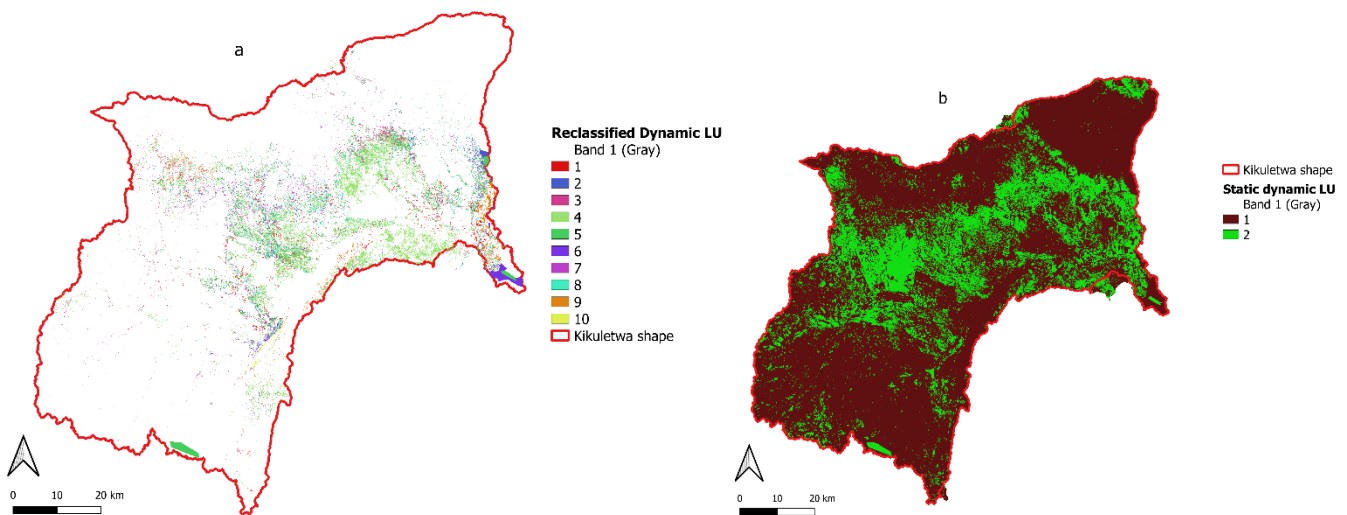 a
Reclassified Dynamic LU
Band 1 (Gray)
1
2
3
4
5
6
7
8
9
10
Kikuletwa shape
0 10 20 km
b
Kikuletwa shape
Static dynamic LU
Band 1 (Gray)
1
2
0 10 20 km